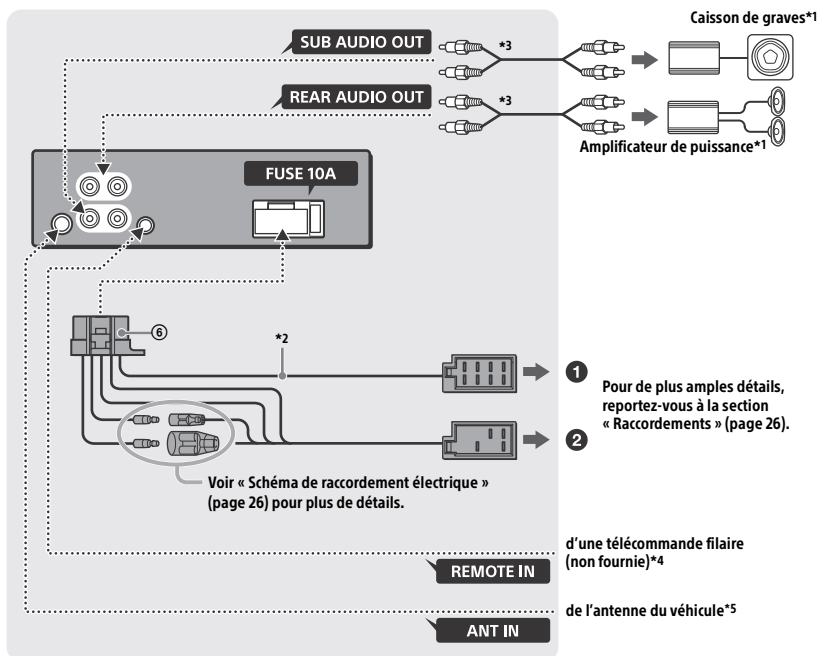 Caisson de graves*1
SUB AUDIO OUT
*3
REAR AUDIO OUT
*3
Amplificateur de puissance*1
FUSE 10A
⑥
*2
❶
Pour de plus amples détails,
reportez-vous à la section
« Raccordements » (page 26).
❷
Voir « Schéma de raccordement électrique »
(page 26) pour plus de détails.
d'une télécommande filaire
(non fournie)*4
REMOTE IN
de l'antenne du véhicule*5
ANT IN